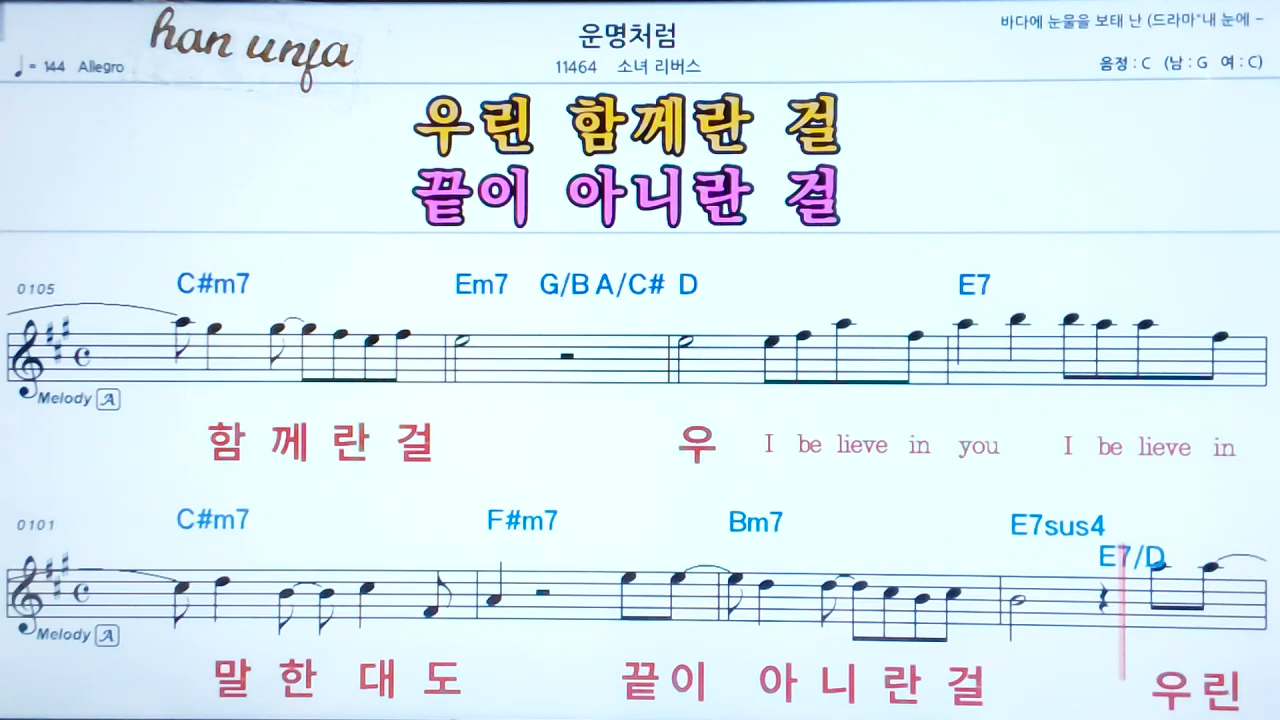 han unfa
운명처럼
바다에 눈물을 보태 난 (드라마"내 눈에 -
♩= 144 Allegro
11464 소녀 리버스
음정 : C (남 : G 여 : C)
우린 함께란 걸
끝이 아니란 걸
0105 C#m7 Em7 G/B A/C# D E7
Melody A
함 께 란 걸 우 I be lieve in you I be lieve in
0101 C#m7 F#m7 Bm7 E7sus4
E7/D
Melody A
말 한 대 도 끝 이 아 니 란 걸 우 린